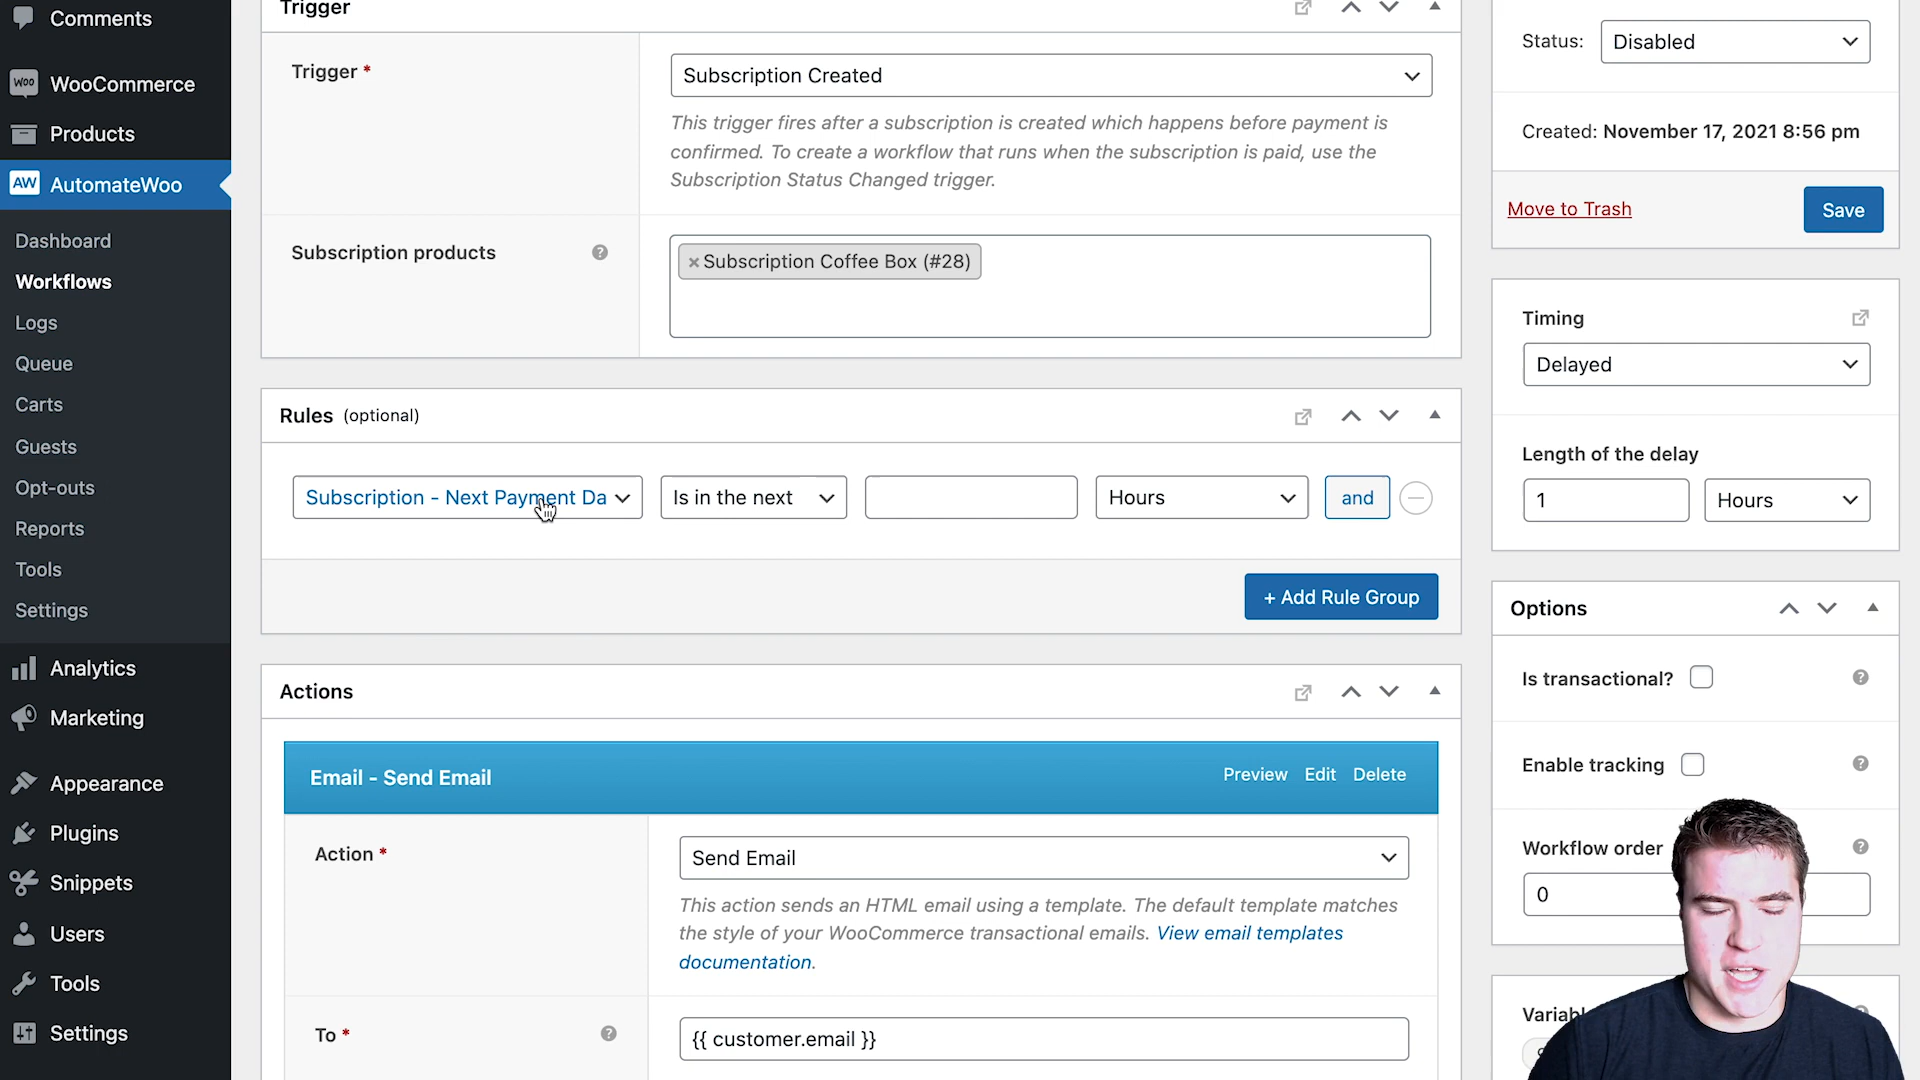 Comments
WOO WooCommerce
Products
AW AutomateWoo
Dashboard
Workflows
Logs
Queue
Carts
Guests
Opt-outs
Reports
Tools
Settings
Analytics
Marketing
Appearance
Plugins
Snippets
Users
Tools
Settings
Trigger
Trigger *
Subscription Created
This trigger fires after a subscription is created which happens before payment is
confirmed. To create a workflow that runs when the subscription is paid, use the
Subscription Status Changed trigger.
Subscription products
×Subscription Coffee Box (#28)
Rules (optional)
Subscription - Next Payment Da
Is in the next
Hours
and
+ Add Rule Group
Actions
Email - Send Email
Preview Edit Delete
Action *
Send Email
This action sends an HTML email using a template. The default template matches
the style of your WooCommerce transactional emails. View email templates
documentation.
To *
{{ customer.email }}
Status: Disabled
Created: November 17, 2021 8:56 pm
Move to Trash
Save
Timing
Delayed
Length of the delay
1 Hours
Options
Is transactional?
Enable tracking
Workflow order
0